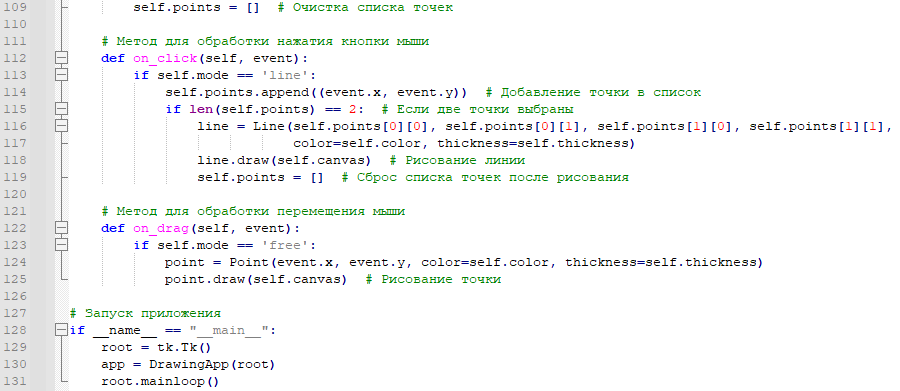 109 self.points = [] # Очистка списка точек
110
111 # Метод для обработки нажатия кнопки мыши
112 def on_click(self, event):
113 if self.mode == 'line':
114 self.points.append((event.x, event.y)) # Добавление точки в список
115 if len(self.points) == 2: # Если две точки выбраны
116 line = Line(self.points[0][0], self.points[0][1], self.points[1][0], self.points[1][1],
117 color=self.color, thickness=self.thickness)
118 line.draw(self.canvas) # Рисование линии
119 self.points = [] # Сброс списка точек после рисования
120
121 # Метод для обработки перемещения мыши
122 def on_drag(self, event):
123 if self.mode == 'free':
124 point = Point(event.x, event.y, color=self.color, thickness=self.thickness)
125 point.draw(self.canvas) # Рисование точки
126
127 # Запуск приложения
128 if __name__ == "__main__":
129 root = tk.Tk()
130 app = DrawingApp(root)
131 root.mainloop()